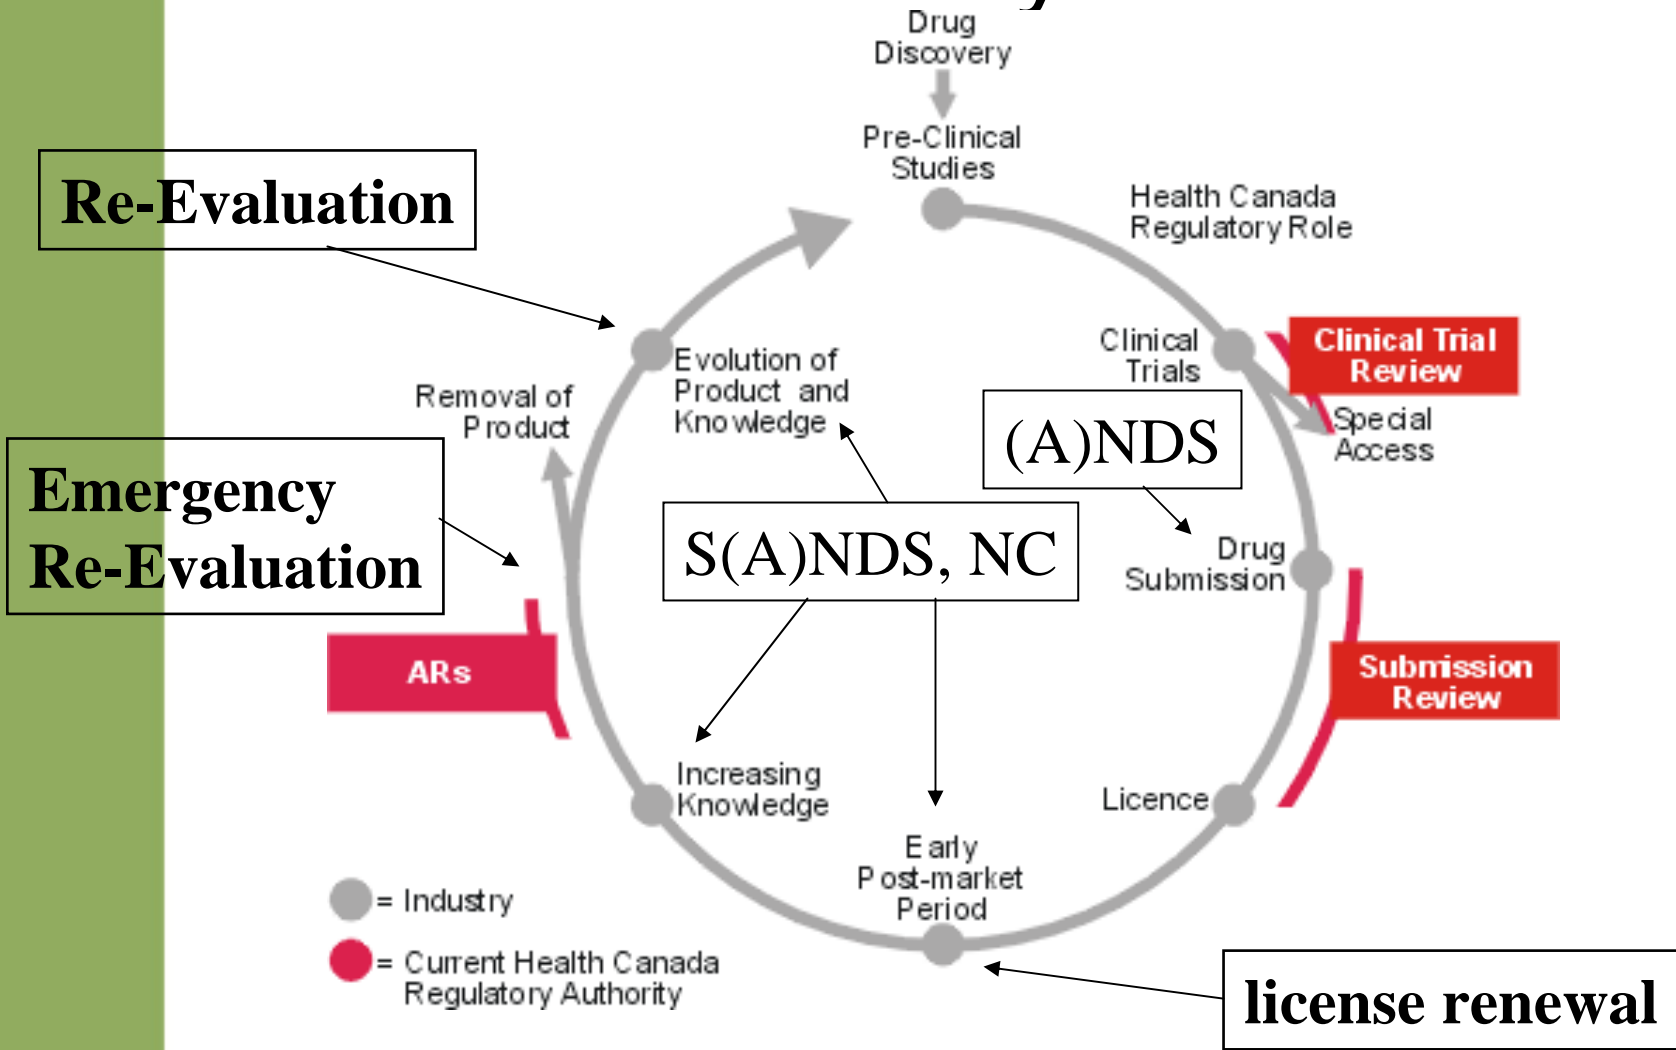 Drug
Discovery
Pre-Clinical
Studies
Re-Evaluation
Health Canada
Regulatory Role
Clinical
Trials
Clinical Trial
Review
Evolution of
Product and
Knowledge
Removal of
Product
(A)NDS
Special
Access
Emergency
Re-Evaluation
S(A)NDS, NC
Drug
Submission
ARs
Submission
Review
Increasing
Knowledge
Licence
Early
Post-market
Period
= Industry
= Current Health Canada
Regulatory Authority
license renewal